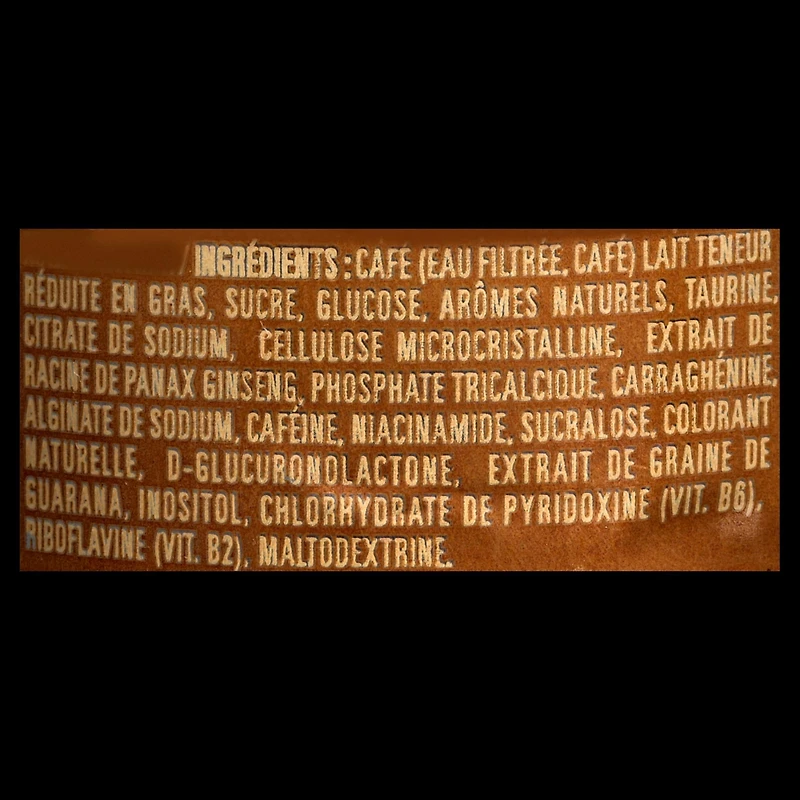 / INGRÉDIENTS : CAFÉ (EAU FILTRÉE, CAFÉ) LAIT TENEUR
RÉDUITE EN GRAS, SUCRE, GLUCOSE, ARÔMES NATURELS, TAURINE,
CITRATE DE SODIUM, CELLULOSE MICROCRISTALLINE, EXTRAIT DE
RACINE DE PANAX GINSENG, PHOSPHATE TRICALCIQUE, CARRAGHÉNINE,
ALGINATE DE SODIUM, CAFÉINE, NIACINAMIDE, SUCRALOSE, COLORANT
NATURELLE, D-GLUCURONOLACTONE, EXTRAIT DE GRAINE DE
GUARANA, INOSITOL, CHLORHYDRATE DE PYRIDOXINE (VIT. B6),
RIBOFLAVINE (VIT. B2), MALTODEXTRINE.